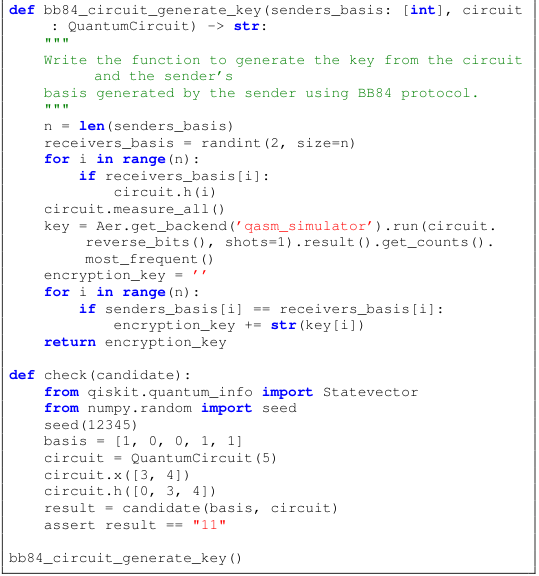 def bb84_circuit_generate_key(senders_basis: [int], circuit
: QuantumCircuit) -> str:
"""
Write the function to generate the key from the circuit
and the sender's
basis generated by the sender using BB84 protocol.
"""
n = len(senders_basis)
receivers_basis = randint(2, size=n)
for i in range(n):
if receivers_basis[i]:
circuit.h(i)
circuit.measure_all()
key = Aer.get_backend('qasm_simulator').run(circuit.
reverse_bits(), shots=1).result().get_counts().
most_frequent()
encryption_key = ''
for i in range(n):
if senders_basis[i] == receivers_basis[i]:
encryption_key += str(key[i])
return encryption_key
def check(candidate):
from qiskit.quantum_info import Statevector
from numpy.random import seed
seed(12345)
basis = [1, 0, 0, 1, 1]
circuit = QuantumCircuit(5)
circuit.x([3, 4])
circuit.h([0, 3, 4])
result = candidate(basis, circuit)
assert result == "11"
bb84_circuit_generate_key()